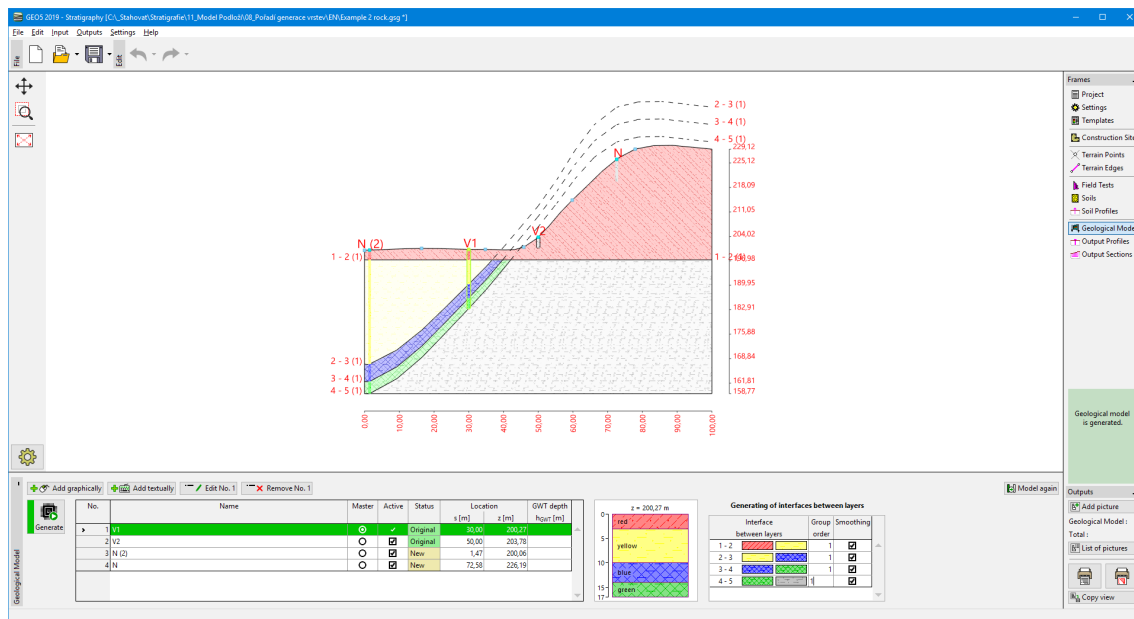 GEO5 2019 - Stratigraphy [C:\_Stahovat\Stratigrafie\11_Model Podloží\08_Pořadí generace vrstev\EN\Example 2 rock.gsg *]
File Edit Input Outputs Settings Help
File
Edit
Frames
Project
Settings
Templates
Construction Site
Terrain Points
Terrain Edges
Field Tests
Soils
Soil Profiles
Geological Mode
Output Profiles
Output Sections
2 - 3 (1)
3 - 4 (1)
4 - 5 (1)
229,12
225,12
218,09
211,05
204,02
1 - 2 (1)
189,95
182,91
175,88
168,84
161,81
158,77
N
V2
N (2)
V1
1 - 2 (1)
2 - 3 (1)
3 - 4 (1)
4 - 5 (1)
0,00 10,00 20,00 30,00 40,00 50,00 60,00 70,00 80,00 90,00 100,00
Geological model
is generated.
Add graphically Add textually Edit No. 1 Remove No. 1 Model again
Generate
Geological Model
No. Name Master Active Status Location GWT depth
s [m] z [m] hGWT [m]
> 1 V1 Original 30,00 200,27
2 V2 Original 50,00 203,78
3 N (2) New 1,47 200,06
4 N New 72,58 226,19
z = 200,27 m
0
5
10
15
17
red
yellow
blue
green
Generating of interfaces between layers
Interface Group Smoothing
between layers order
1 - 2 1
2 - 3 1
3 - 4 1
4 - 5 1
Outputs
Add picture
Geological Model :
Total :
List of pictures
Copy view